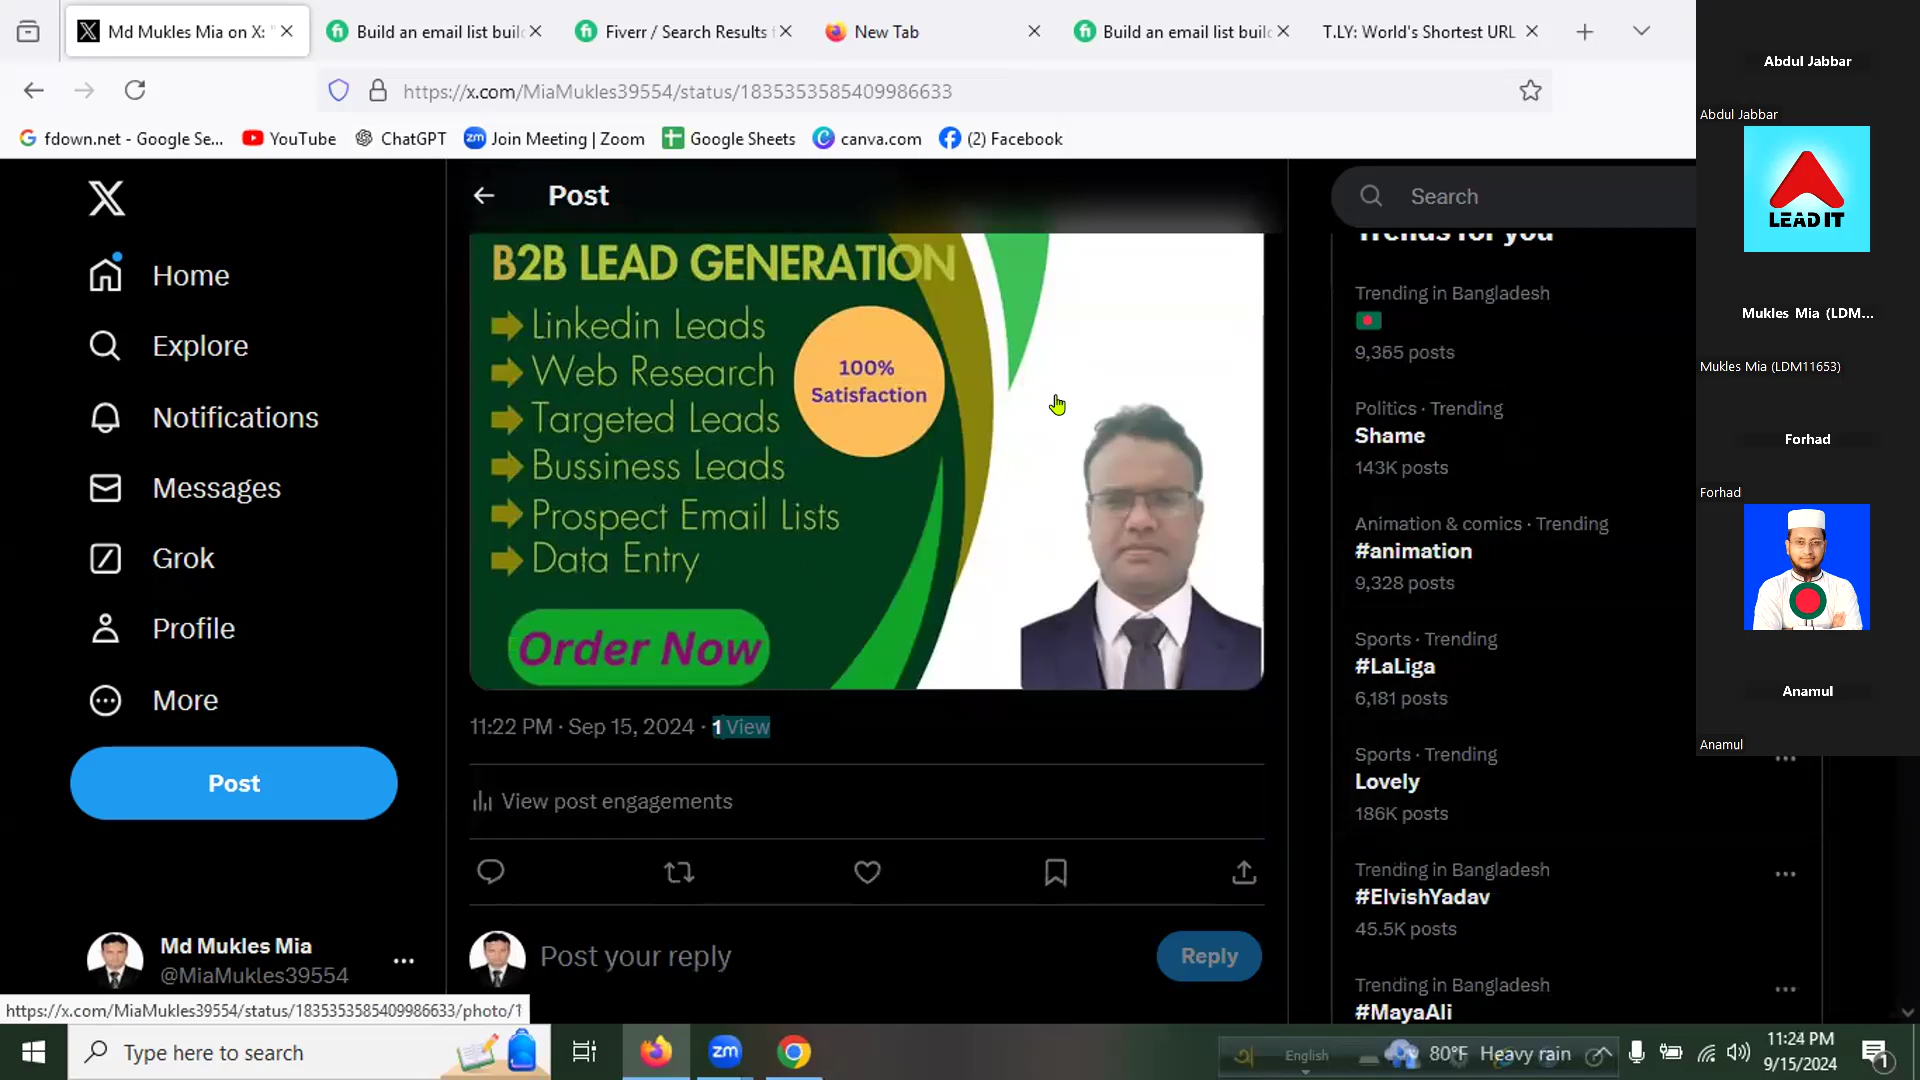 Md Mukles Mia on X: "
Build an email list build
Fiverr / Search Results f
New Tab
Build an email list build
T.LY: World's Shortest URL
https://x.com/MiaMukles39554/status/1835353585409986633
fdown.net - Google Se...
YouTube
ChatGPT
Join Meeting | Zoom
Google Sheets
canva.com
(2) Facebook
Home
Explore
Notifications
Messages
Grok
Profile
More
Post
Md Mukles Mia
@MiaMukles39554
Post
B2B LEAD GENERATION
Linkedin Leads
Web Research
Targeted Leads
Bussiness Leads
Prospect Email Lists
Data Entry
100%
Satisfaction
Order Now
11:22 PM · Sep 15, 2024 · 1 View
View post engagements
Post your reply
Reply
Search
Trends for you
Trending in Bangladesh
9,365 posts
Politics · Trending
Shame
143K posts
Animation & comics · Trending
#animation
9,328 posts
Sports · Trending
#LaLiga
6,181 posts
Sports · Trending
Lovely
186K posts
Trending in Bangladesh
#ElvishYadav
45.5K posts
Trending in Bangladesh
#MayaAli
Abdul Jabbar
Abdul Jabbar
LEAD IT
Mukles Mia (LDM...
Mukles Mia (LDM11653)
Forhad
Forhad
Anamul
Anamul
https://x.com/MiaMukles39554/status/1835353585409986633/photo/1
Type here to search
zm
English
80°F Heavy rain
11:24 PM
9/15/2024
1